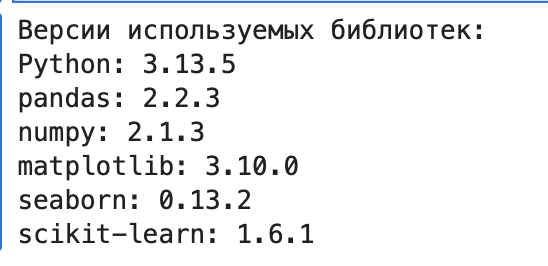 Версии используемых библиотек:
Python: 3.13.5
pandas: 2.2.3
numpy: 2.1.3
matplotlib: 3.10.0
seaborn: 0.13.2
scikit-learn: 1.6.1